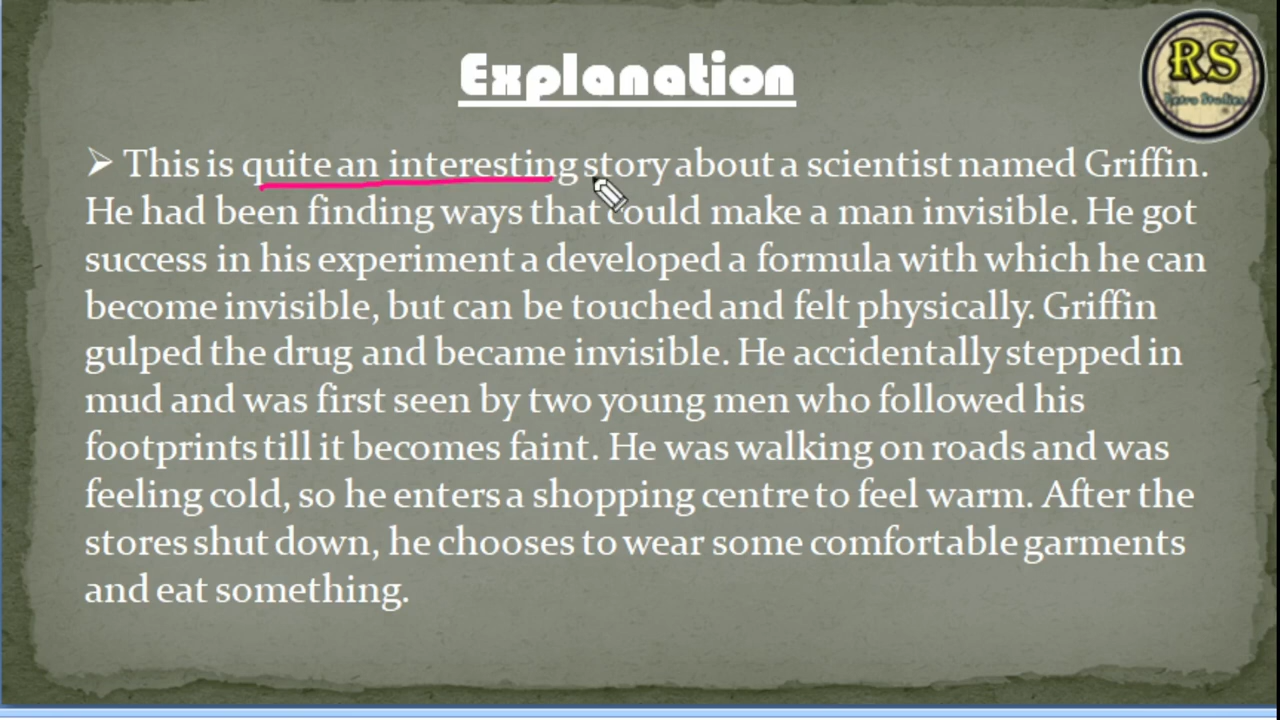 Explanation
RS
Retro Studies
➢ This is quite an interesting story about a scientist named Griffin.
He had been finding ways that could make a man invisible. He got
success in his experiment a developed a formula with which he can
become invisible, but can be touched and felt physically. Griffin
gulped the drug and became invisible. He accidentally stepped in
mud and was first seen by two young men who followed his
footprints till it becomes faint. He was walking on roads and was
feeling cold, so he enters a shopping centre to feel warm. After the
stores shut down, he chooses to wear some comfortable garments
and eat something.